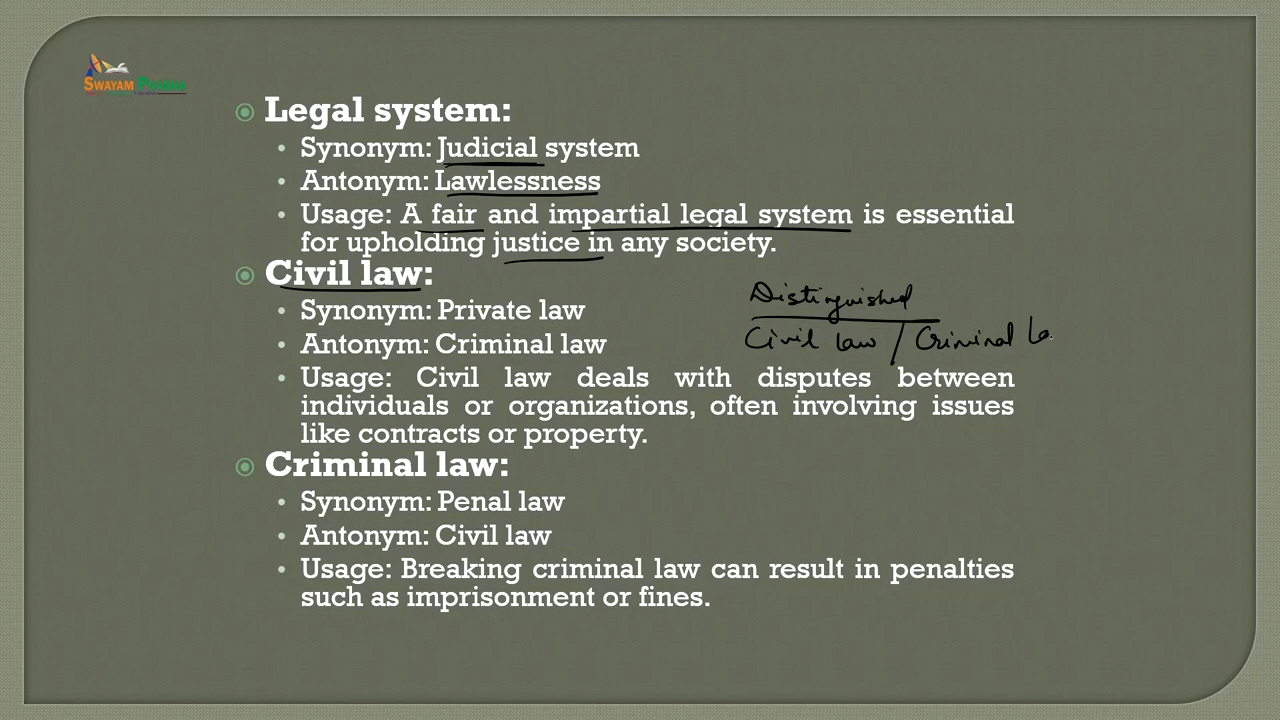 SWAYAM PRABHA
Legal system:
Synonym: Judicial system
Antonym: Lawlessness
Usage: A fair and impartial legal system is essential
for upholding justice in any society.
Civil law:
Synonym: Private law
Distinguished
Antonym: Criminal law
Civil law / Criminal la
Usage: Civil law deals with disputes between
individuals or organizations, often involving issues
like contracts or property.
Criminal law:
Synonym: Penal law
Antonym: Civil law
Usage: Breaking criminal law can result in penalties
such as imprisonment or fines.